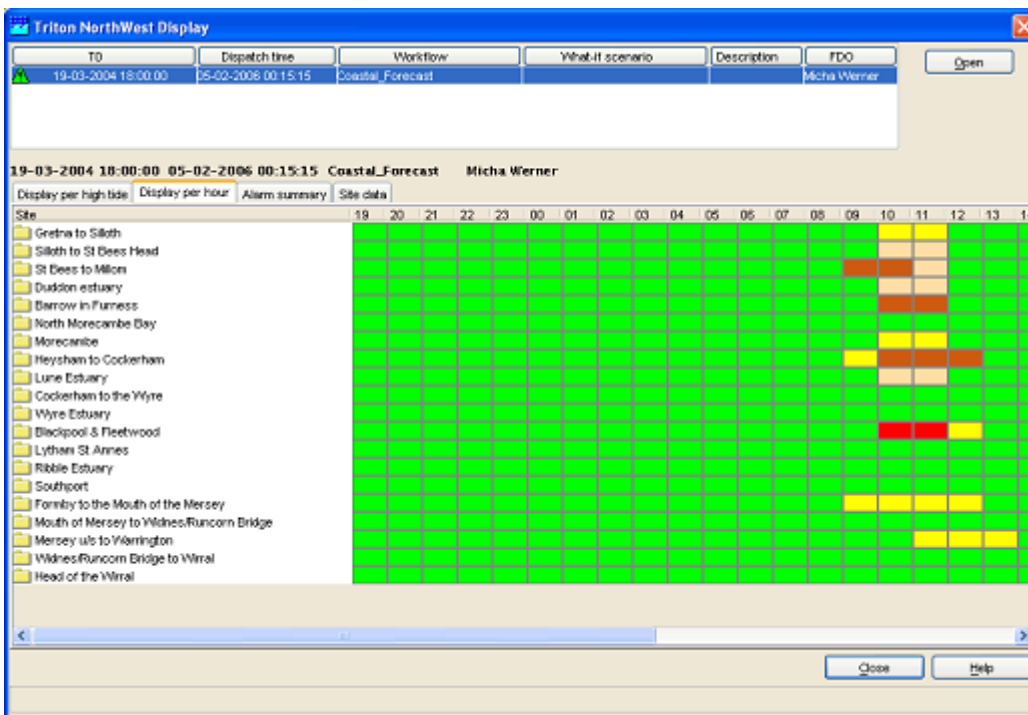 Triton NorthWest Display
T0 Dispatch time Workflow What-if scenario Description FDO Open
19-03-2004 18:00:00 05-02-2006 00:15:15 Coastal_Forecast Micha Werner
19-03-2004 18:00:00 05-02-2006 00:15:15 Coastal_Forecast Micha Werner
Display per high tide Display per hour Alarm summary Site data
Site 19 20 21 22 23 00 01 02 03 04 05 06 07 08 09 10 11 12 13
Gretna to Silloth
Silloth to St Bees Head
St Bees to Millom
Duddon estuary
Barrow in Furness
North Morecambe Bay
Morecambe
Heysham to Cockerham
Lune Estuary
Cockerham to the Wyre
Wyre Estuary
Blackpool & Fleetwood
Lytham St Annes
Ribble Estuary
Southport
Formby to the Mouth of the Mersey
Mouth of Mersey to Widnes/Runcorn Bridge
Mersey u/s to Warrington
Widnes/Runcorn Bridge to Wirral
Head of the Wirral
Close Help